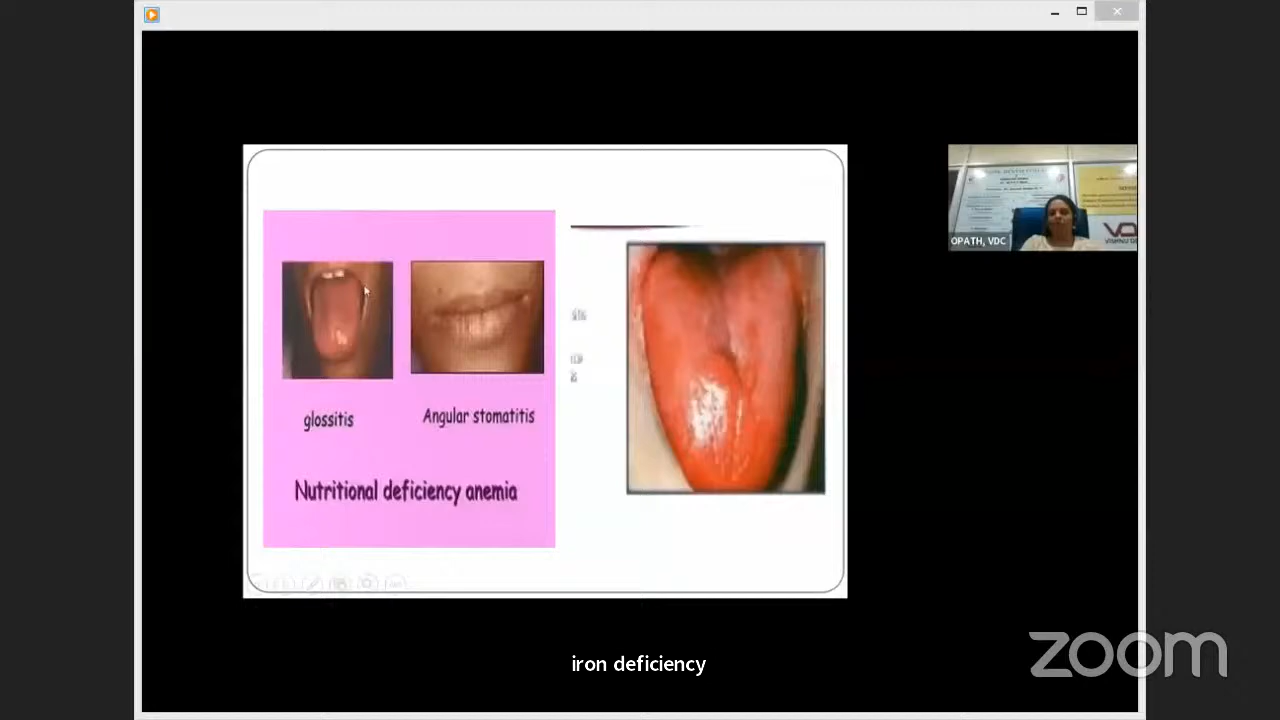 glossitis
Angular stomatitis
Nutritional deficiency anemia
OPATH, VDC
iron deficiency
zoom